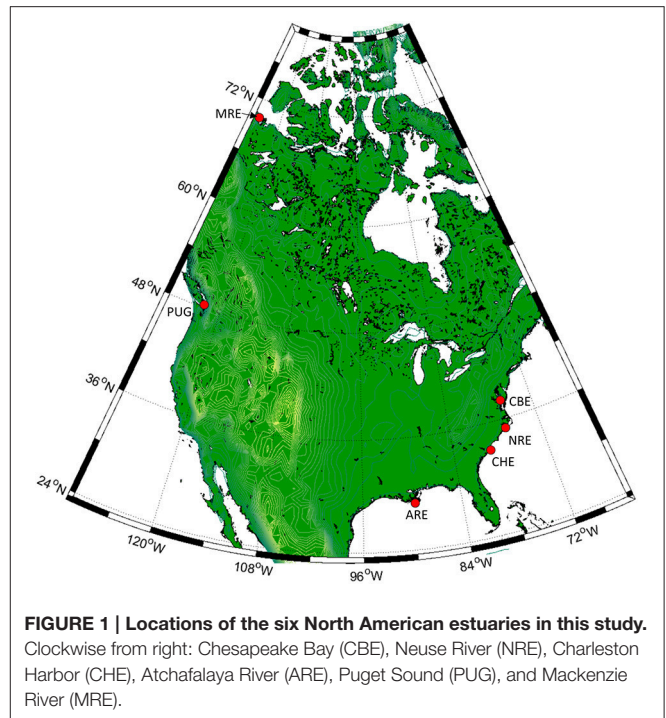 72°N
MRE
60°N
48°N
PUG
36°N
CBE
NRE
CHE
24°N
ARE
120°W
108°W
96°W
84°W
72°W
FIGURE 1 | Locations of the six North American estuaries in this study.
Clockwise from right: Chesapeake Bay (CBE), Neuse River (NRE), Charleston
Harbor (CHE), Atchafalaya River (ARE), Puget Sound (PUG), and Mackenzie
River (MRE).